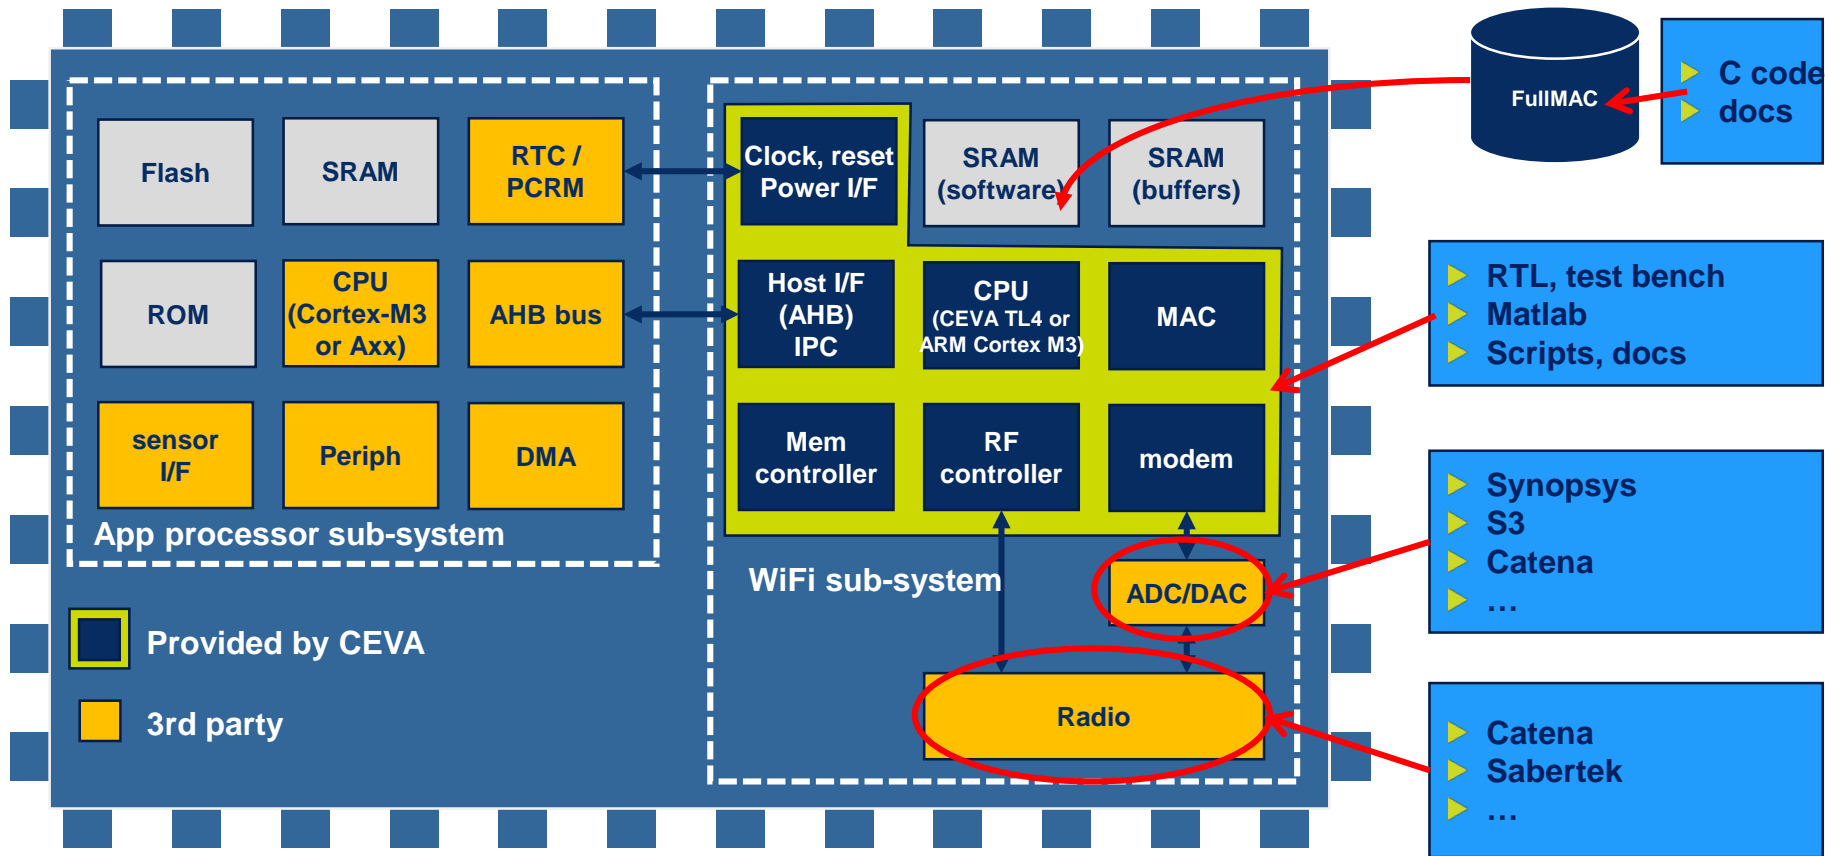 Flash
SRAM
RTC /
PCRM
ROM
CPU
(Cortex-M3
or Axx)
AHB bus
sensor
I/F
Periph
DMA
App processor sub-system
Provided by CEVA
3rd party
Clock, reset
Power I/F
SRAM
(software)
SRAM
(buffers)
Host I/F
(AHB)
IPC
CPU
(CEVA TL4 or
ARM Cortex M3)
MAC
Mem
controller
RF
controller
modem
WiFi sub-system
ADC/DAC
Radio
FullMAC
C code
docs
RTL, test bench
Matlab
Scripts, docs
Synopsys
S3
Catena
…
Catena
Sabertek
…